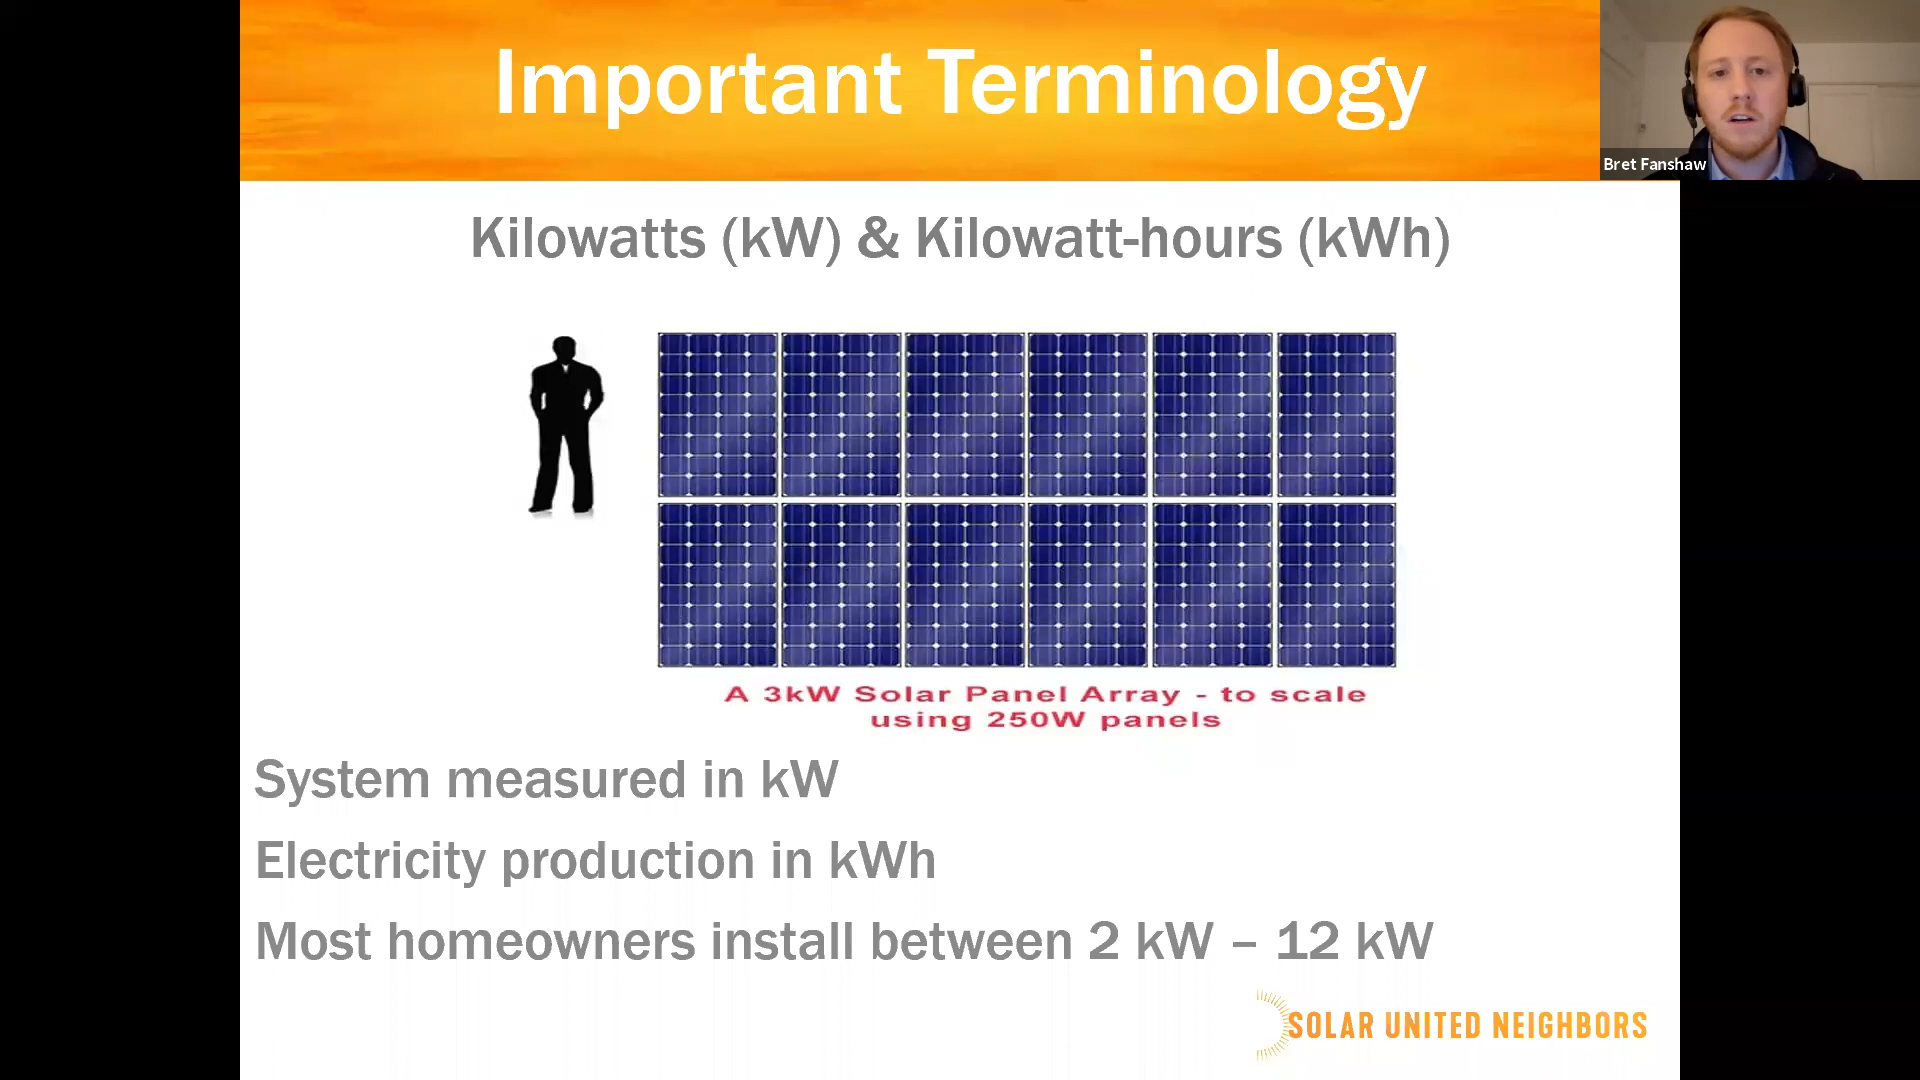 Important Terminology
Bret Fanshaw
Kilowatts (kW) & Kilowatt-hours (kWh)
A 3kW Solar Panel Array - to scale
using 250W panels
System measured in kW
Electricity production in kWh
Most homeowners install between 2 kW – 12 kW
SOLAR UNITED NEIGHBORS